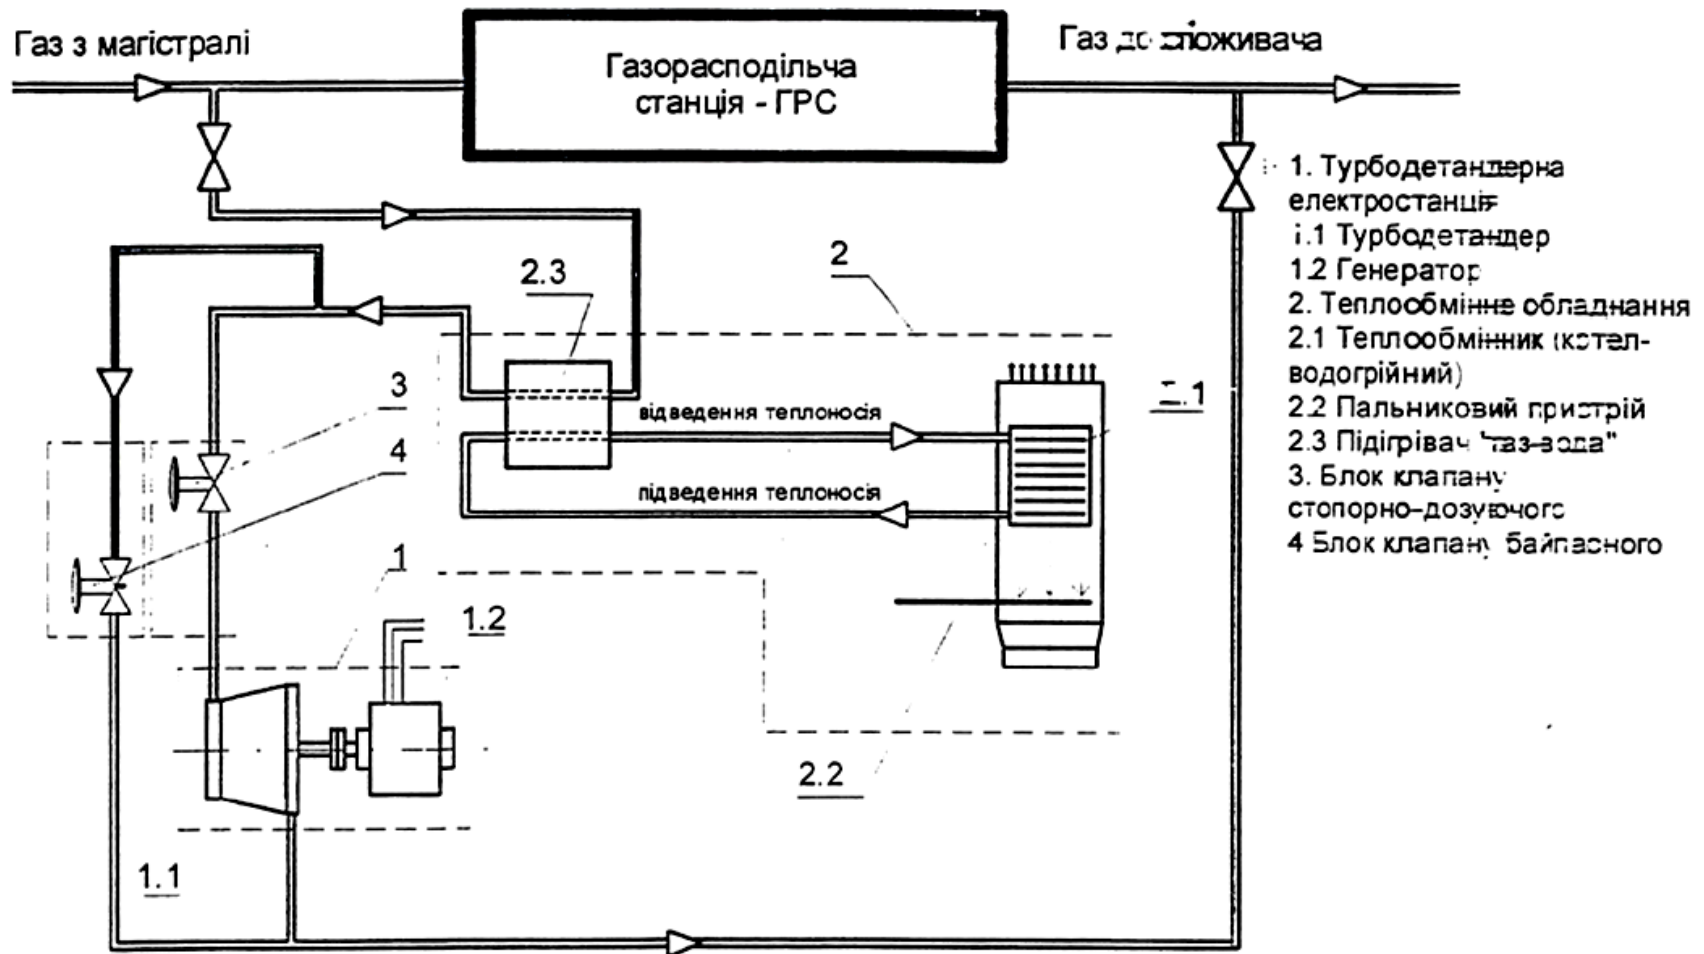 Газ з магістралі
Газорасподільча
станція - ГРС
Газ до споживача
1. Турбодетандерна
електростанція
1.1 Турбодетандер
1.2 Генератор
2. Теплообмінне обладнання
2.1 Теплообмінник (котел-
водогрійний)
2.2 Пальниковий пристрій
2.3 Підігрівач "газ-вода"
3. Блок клапану
стопорно-дозуючого
4 Блок клапану байпасного
2
2.3
3
4
2.1
відведення теплоносія
підведення теплоносія
1
1.2
2.2
1.1